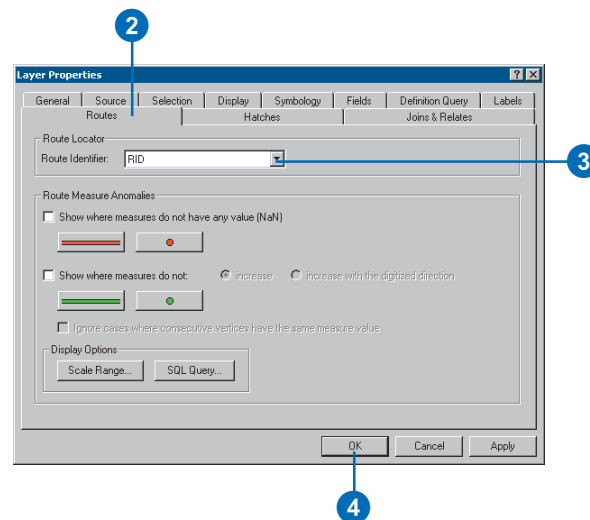 2
Layer Properties
General Source Selection Display Symbology Fields Definition Query Labels
Routes Hatches Joins & Relates
Route Locator
Route Identifier: RID
3
Route Measure Anomalies
Show where measures do not have any value (NaN)
Show where measures do not: increase increase with the digitized direction
Ignore cases where consecutive vertices have the same measure value
Display Options
Scale Range... SQL Query...
OK Cancel Apply
4